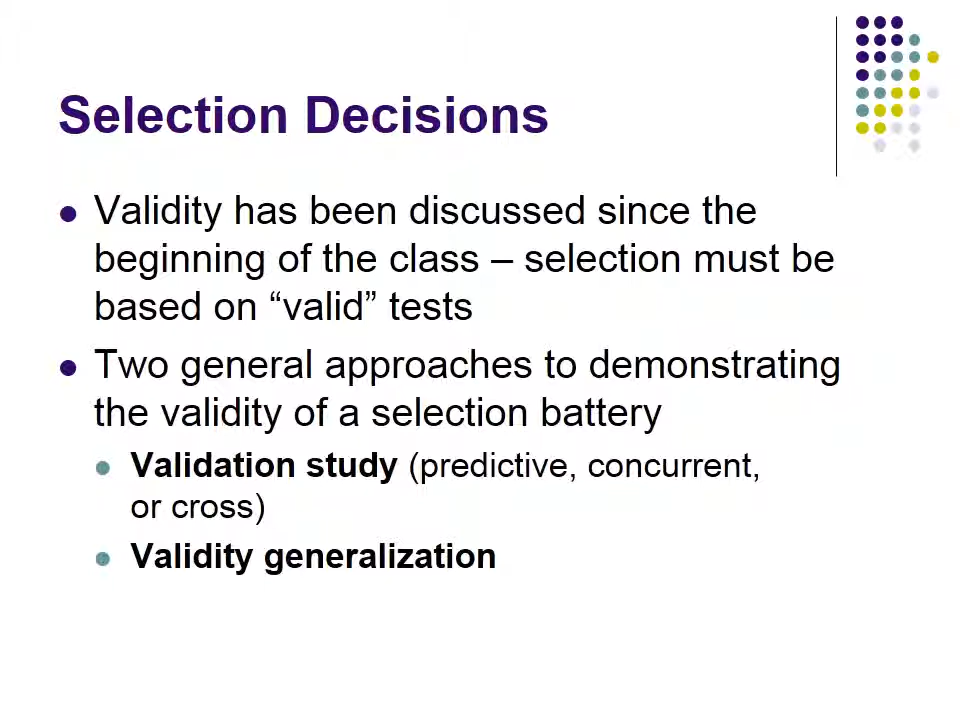 Selection Decisions
Validity has been discussed since the
beginning of the class – selection must be
based on “valid” tests
Two general approaches to demonstrating
the validity of a selection battery
Validation study (predictive, concurrent,
or cross)
Validity generalization